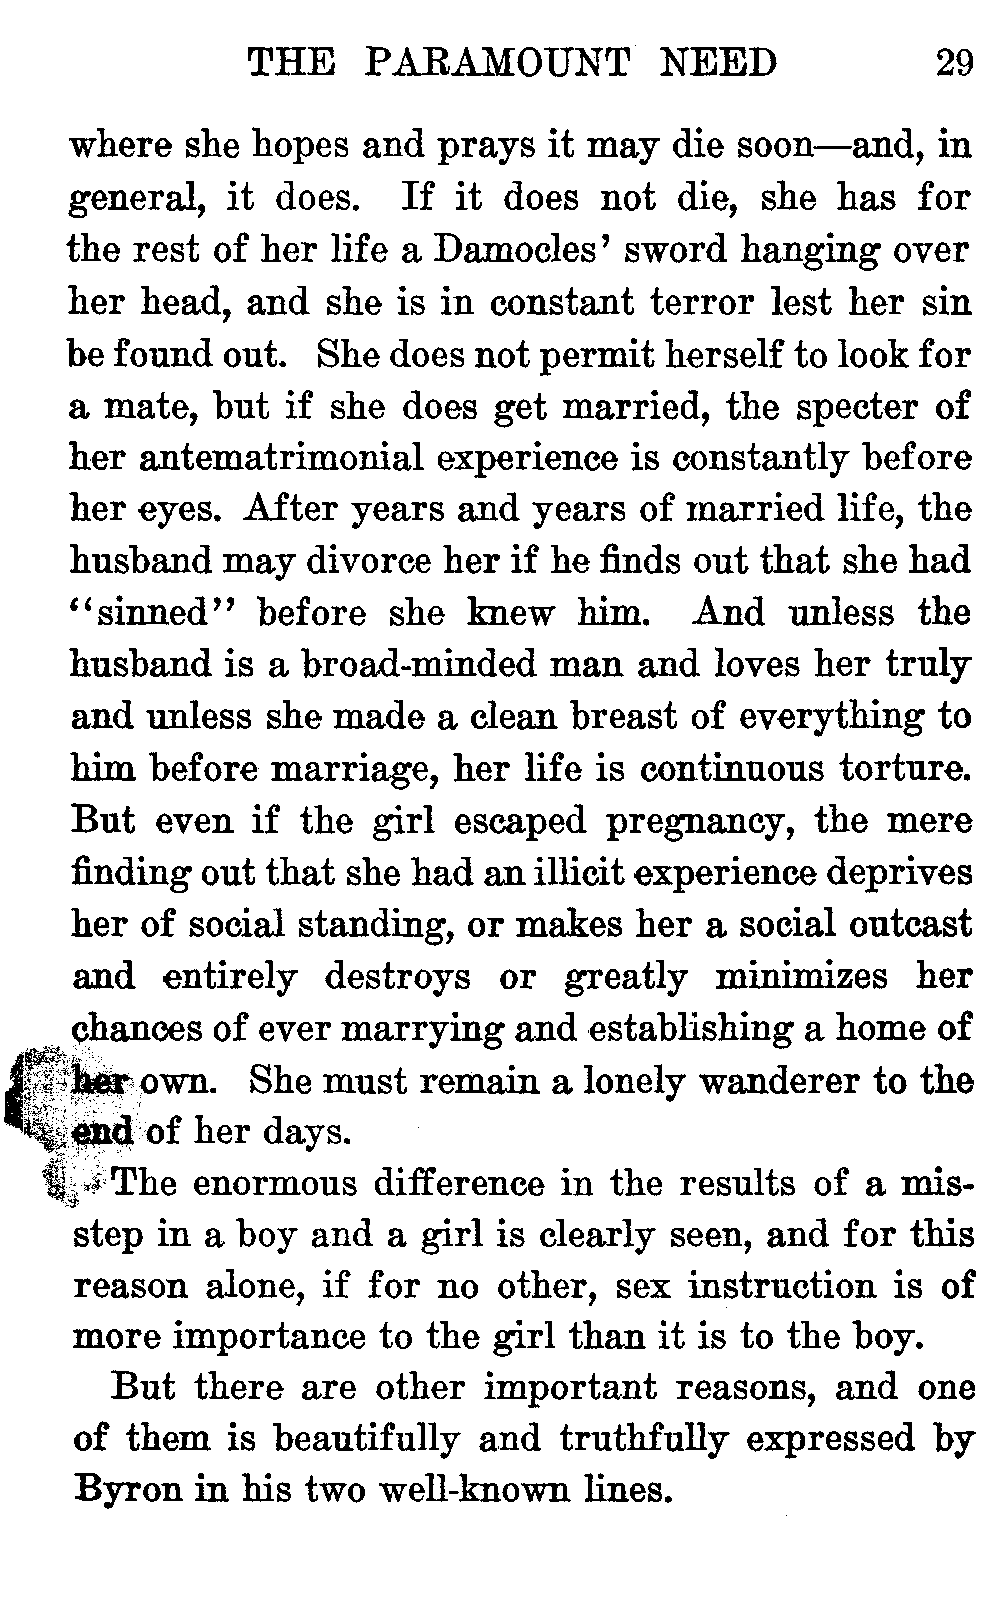 THE PARAMOUNT NEED 29
where she hopes and prays it may die soon—and, in
general, it does. If it does not die, she has for
the rest of her life a Damocles' sword hanging over
her head, and she is in constant terror lest her sin
be found out. She does not permit herself to look for
a mate, but if she does get married, the specter of
her antematrimonial experience is constantly before
her eyes. After years and years of married life, the
husband may divorce her if he finds out that she had
"sinned" before she knew him. And unless the
husband is a broad-minded man and loves her truly
and unless she made a clean breast of everything to
him before marriage, her life is continuous torture.
But even if the girl escaped pregnancy, the mere
finding out that she had an illicit experience deprives
her of social standing, or makes her a social outcast
and entirely destroys or greatly minimizes her
chances of ever marrying and establishing a home of
her own. She must remain a lonely wanderer to the
end of her days.
The enormous difference in the results of a mis-
step in a boy and a girl is clearly seen, and for this
reason alone, if for no other, sex instruction is of
more importance to the girl than it is to the boy.
But there are other important reasons, and one
of them is beautifully and truthfully expressed by
Byron in his two well-known lines.